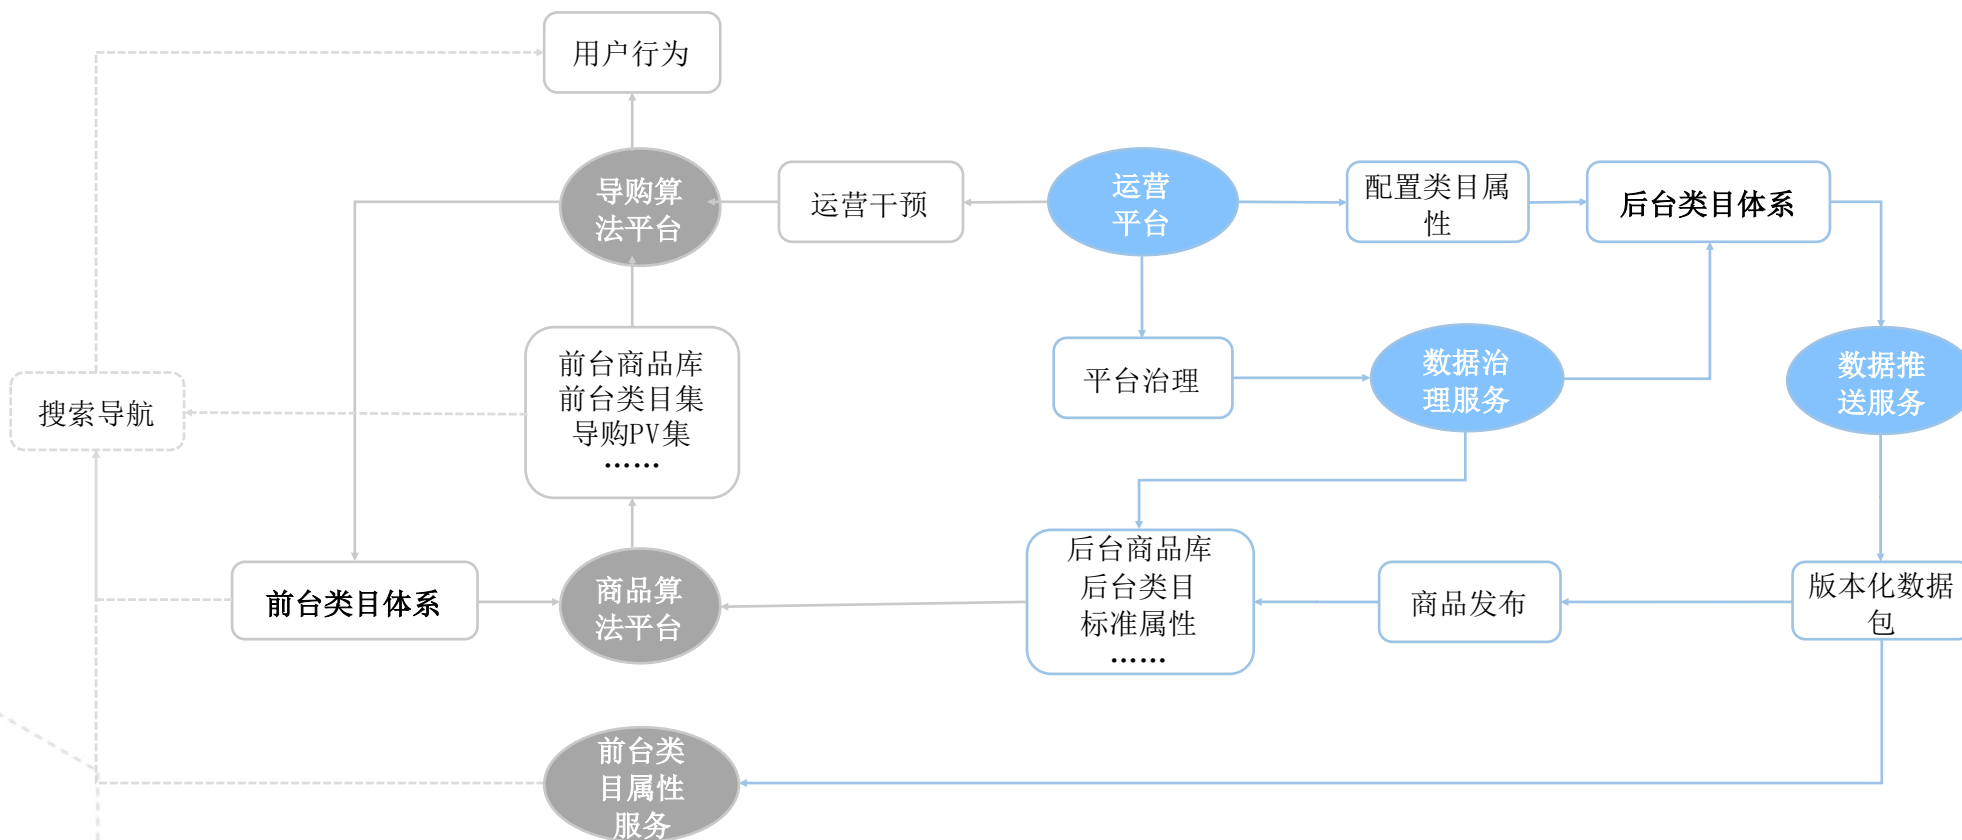 用户行为
导购算
法平台
运营干预
运营
平台
配置类目属
性
后台类目体系
前台商品库
前台类目集
导购PV集
······
平台治理
数据治
理服务
数据推
送服务
搜索导航
前台类目体系
商品算
法平台
后台商品库
后台类目
标准属性
······
商品发布
版本化数据
包
前台类
目属性
服务